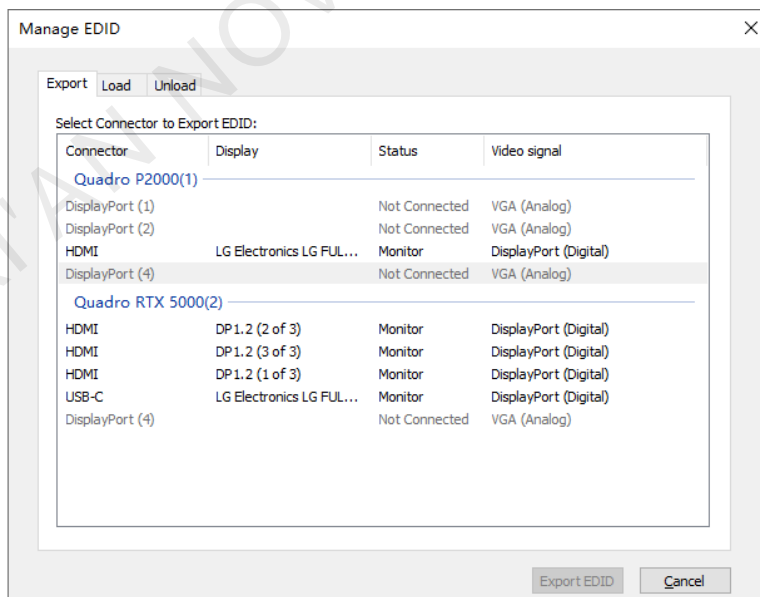 Manage EDID
Export Load Unload
Select Connector to Export EDID:
Connector Display Status Video signal
Quadro P2000(1)
DisplayPort (1) Not Connected VGA (Analog)
DisplayPort (2) Not Connected VGA (Analog)
HDMI LG Electronics LG FUL... Monitor DisplayPort (Digital)
DisplayPort (4) Not Connected VGA (Analog)
Quadro RTX 5000(2)
HDMI DP1.2 (2 of 3) Monitor DisplayPort (Digital)
HDMI DP1.2 (3 of 3) Monitor DisplayPort (Digital)
HDMI DP1.2 (1 of 3) Monitor DisplayPort (Digital)
USB-C LG Electronics LG FUL... Monitor DisplayPort (Digital)
DisplayPort (4) Not Connected VGA (Analog)
Export EDID Cancel